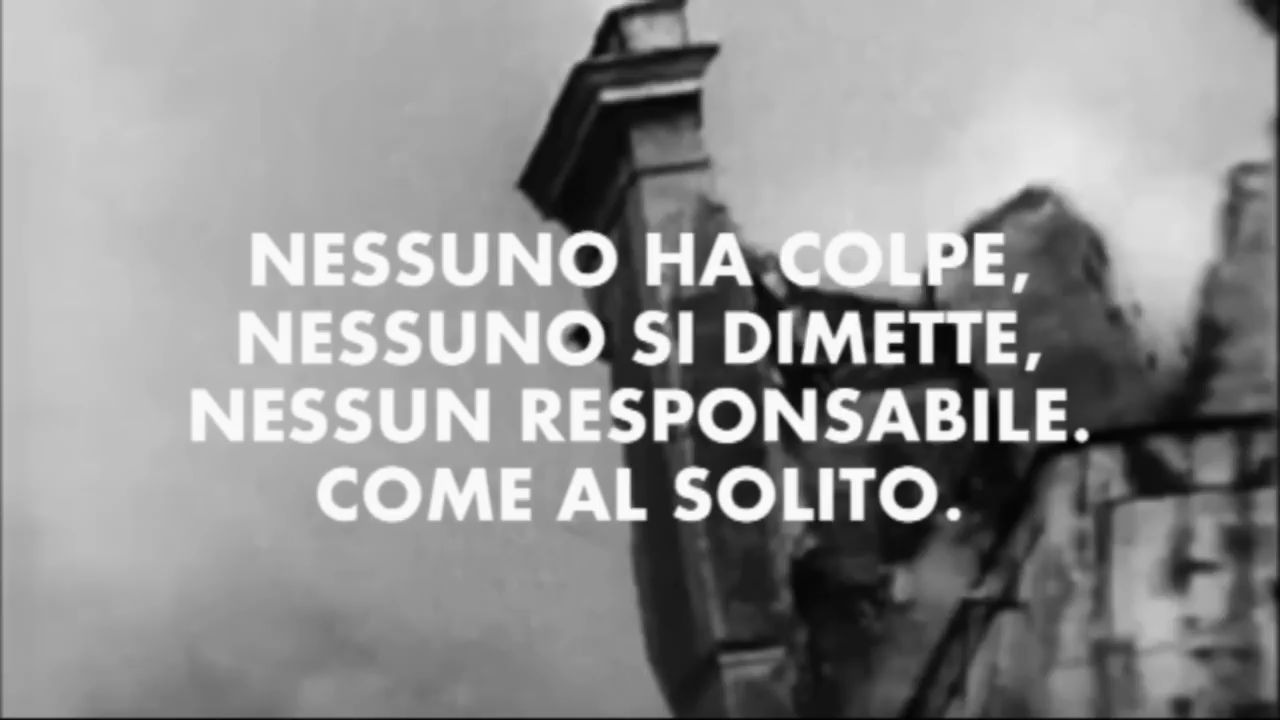 NESSUNO HA COLPE,
NESSUNO SI DIMETTE,
NESSUN RESPONSABILE.
COME AL SOLITO.